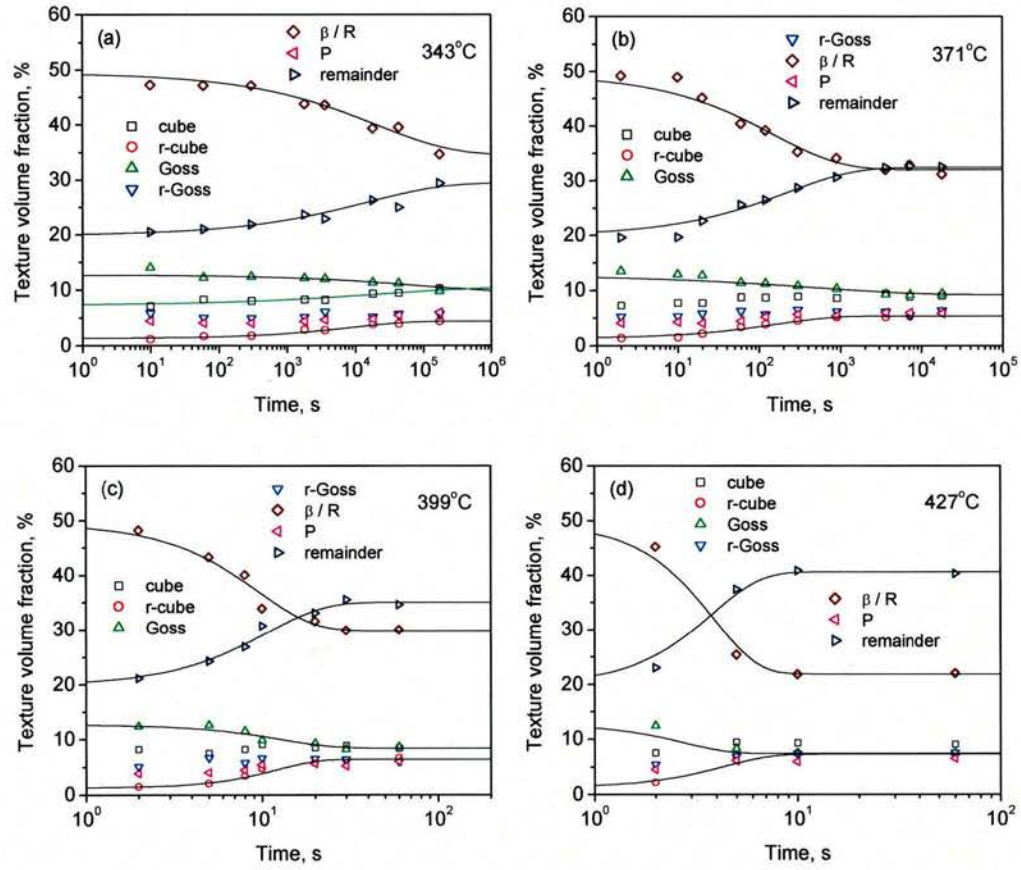 (a)
343°C
β / R
P
remainder
cube
r-cube
Goss
r-Goss
Texture volume fraction, %
60
50
40
30
20
10
0
10^0 10^1 10^2 10^3 10^4 10^5 10^6
Time, s
(b)
371°C
r-Goss
β / R
P
remainder
cube
r-cube
Goss
Texture volume fraction, %
60
50
40
30
20
10
0
10^0 10^1 10^2 10^3 10^4 10^5
Time, s
(c)
399°C
r-Goss
β / R
P
remainder
cube
r-cube
Goss
Texture volume fraction, %
60
50
40
30
20
10
0
10^0 10^1 10^2
Time, s
(d)
427°C
cube
r-cube
Goss
r-Goss
β / R
P
remainder
Texture volume fraction, %
60
50
40
30
20
10
0
10^0 10^1 10^2
Time, s